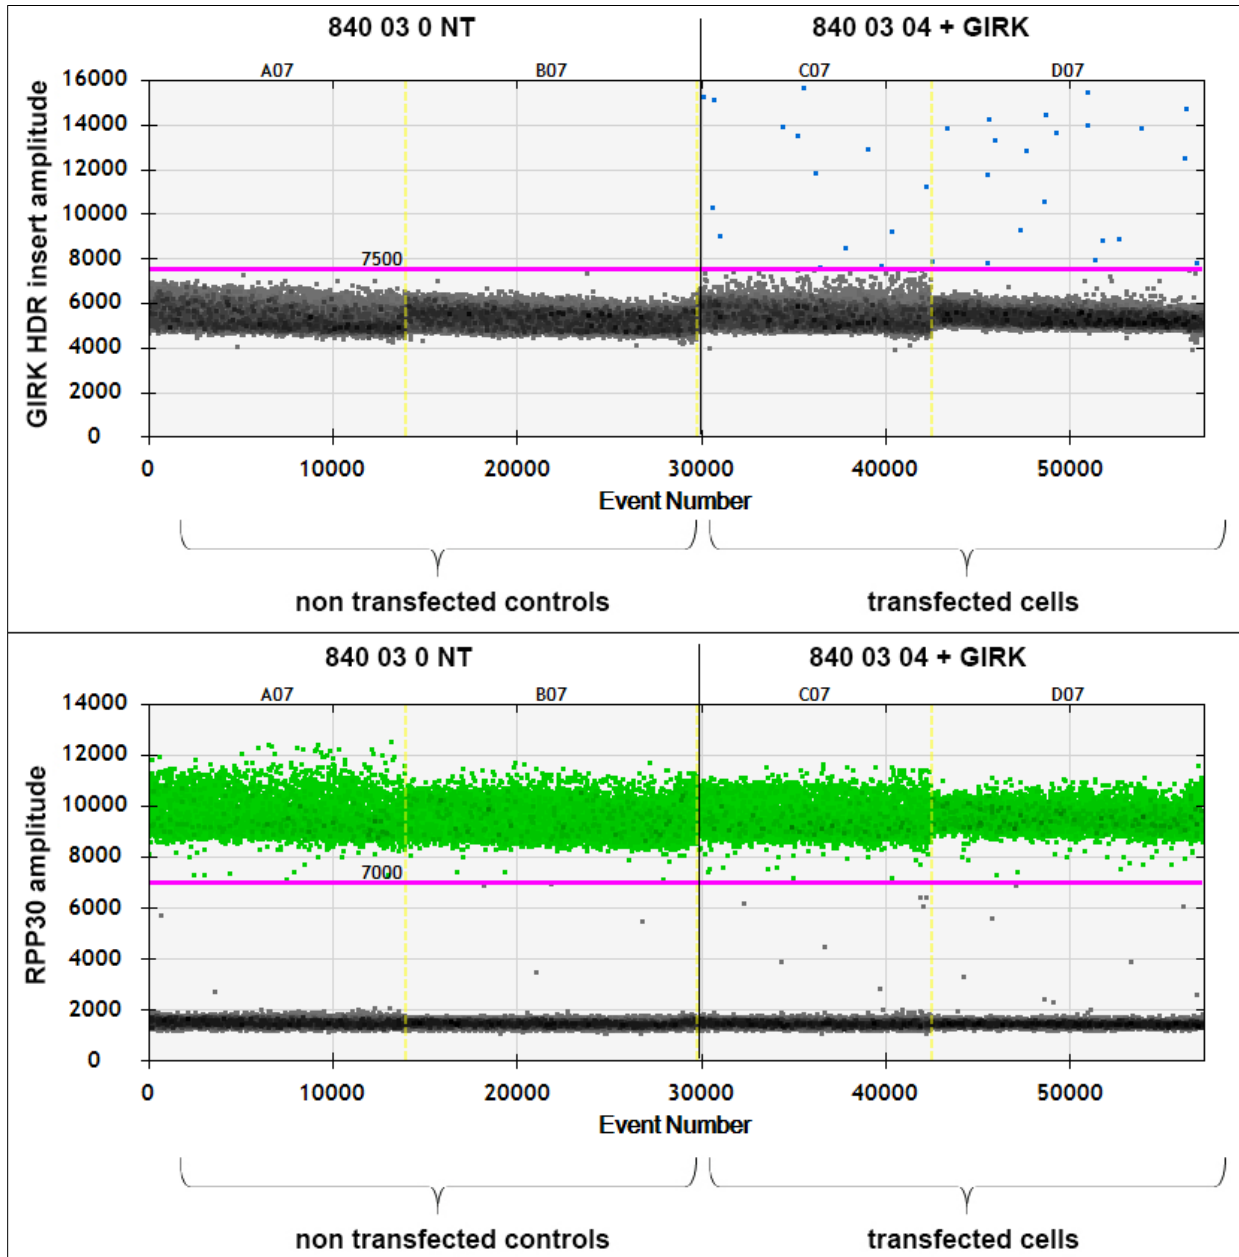 840 03 0 NT 840 03 04 + GIRK
A07 B07 C07 D07
GIRK HDR insert amplitude
16000
14000
12000
10000
8000
7500
6000
4000
2000
0
0 10000 20000 30000 40000 50000
Event Number
non transfected controls transfected cells
840 03 0 NT 840 03 04 + GIRK
A07 B07 C07 D07
RPP30 amplitude
14000
12000
10000
8000
7000
6000
4000
2000
0
0 10000 20000 30000 40000 50000
Event Number
non transfected controls transfected cells